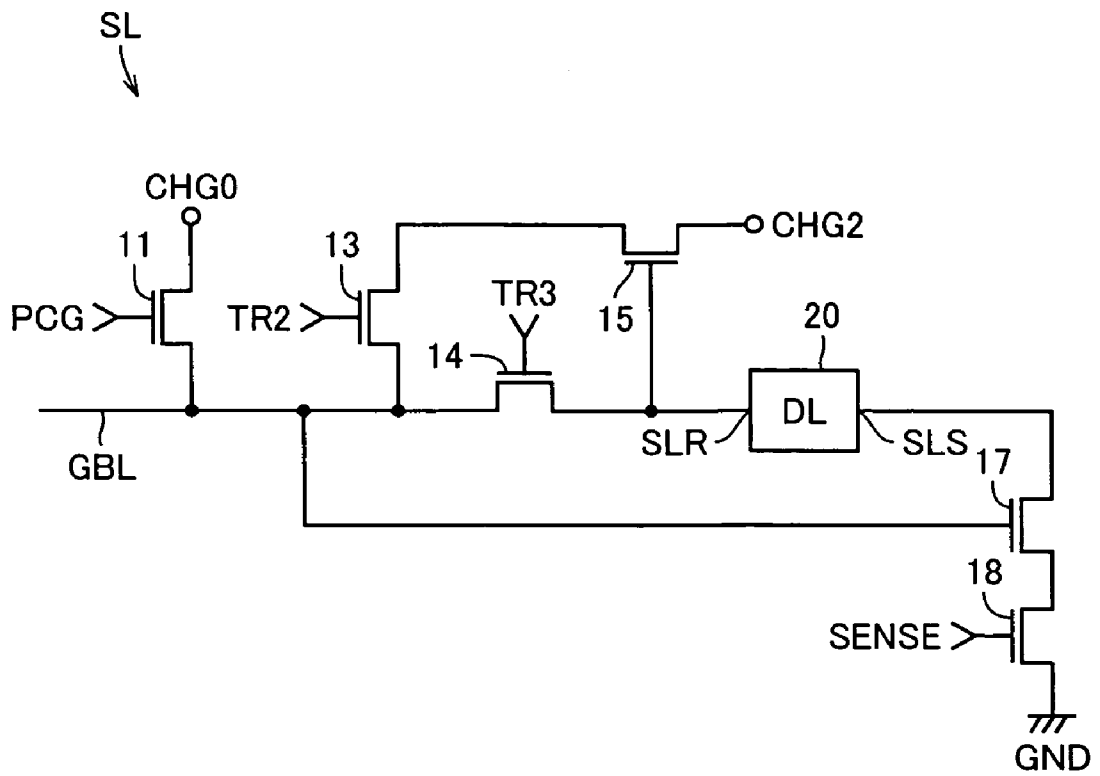 SL
CHG0
11
13
CHG2
PCG
TR2
TR3
15
14
20
DL
SLR
SLS
GBL
17
18
SENSE
GND